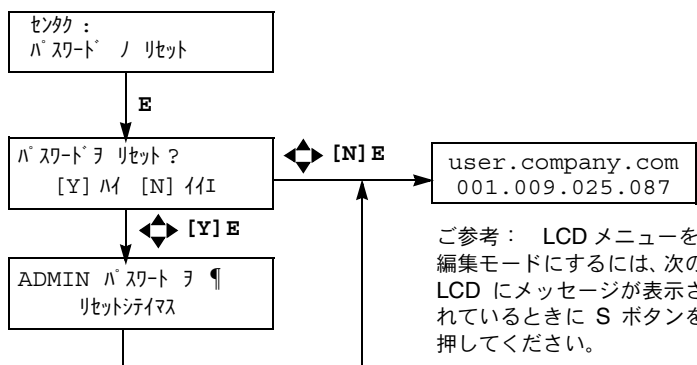 ｾﾝﾀｸ :
ﾊﾟｽﾜｰﾄﾞ ﾉ ﾘｾｯﾄ
E
ﾊﾟｽﾜｰﾄﾞｦ ﾘｾｯﾄ?
[Y] ﾊｲ [N] ｲｲｴ
[N]E
user.company.com
001.009.025.087
[Y]E
ご参考： LCD メニューを
編集モードにするには、次の
LCD にメッセージが表示さ
れているときに S ボタンを
押してください。
ADMIN ﾊﾟｽﾜｰﾄ ｦ ¶
ﾘｾｯﾄｼﾃｲﾏｽ